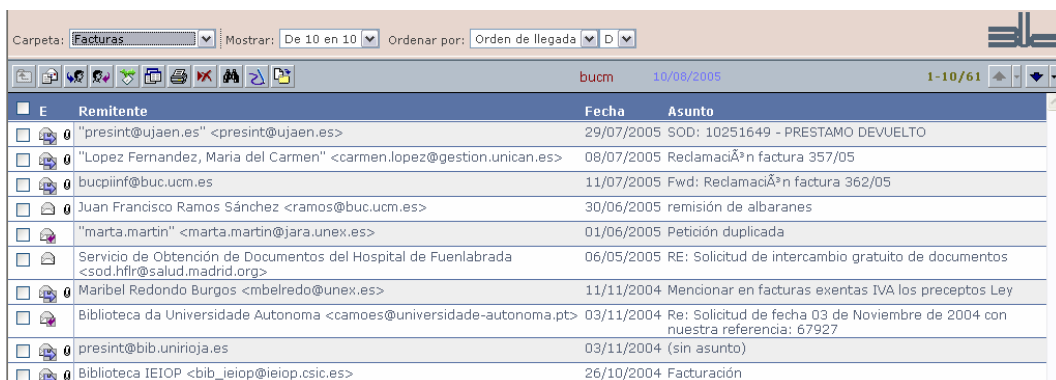 Carpeta: Facturas Mostrar: De 10 en 10 Ordenar por: Orden de llegada D
bucm 10/08/2005 1-10/61
E Remitente Fecha Asunto
"presint@ujaen.es" <presint@ujaen.es> 29/07/2005 SOD: 10251649 - PRESTAMO DEVUELTO
"Lopez Fernandez, Maria del Carmen" <carmen.lopez@gestion.unican.es> 08/07/2005 ReclamaciÃ³n factura 357/05
bucpiinf@buc.ucm.es 11/07/2005 Fwd: ReclamaciÃ³n factura 362/05
Juan Francisco Ramos Sánchez <ramos@buc.ucm.es> 30/06/2005 remisión de albaranes
"marta.martin" <marta.martin@jara.unex.es> 01/06/2005 Petición duplicada
Servicio de Obtención de Documentos del Hospital de Fuenlabrada 06/05/2005 RE: Solicitud de intercambio gratuito de documentos
<sod.hflr@salud.madrid.org>
Maribel Redondo Burgos <mbelredo@unex.es> 11/11/2004 Mencionar en facturas exentas IVA los preceptos Ley
Biblioteca da Universidade Autonoma <camoes@universidade-autonoma.pt> 03/11/2004 Re: Solicitud de fecha 03 de Noviembre de 2004 con
nuestra referencia: 67927
presint@bib.unirioja.es 03/11/2004 (sin asunto)
Biblioteca IEIOP <bib_ieiop@ieiop.csic.es> 26/10/2004 Facturación